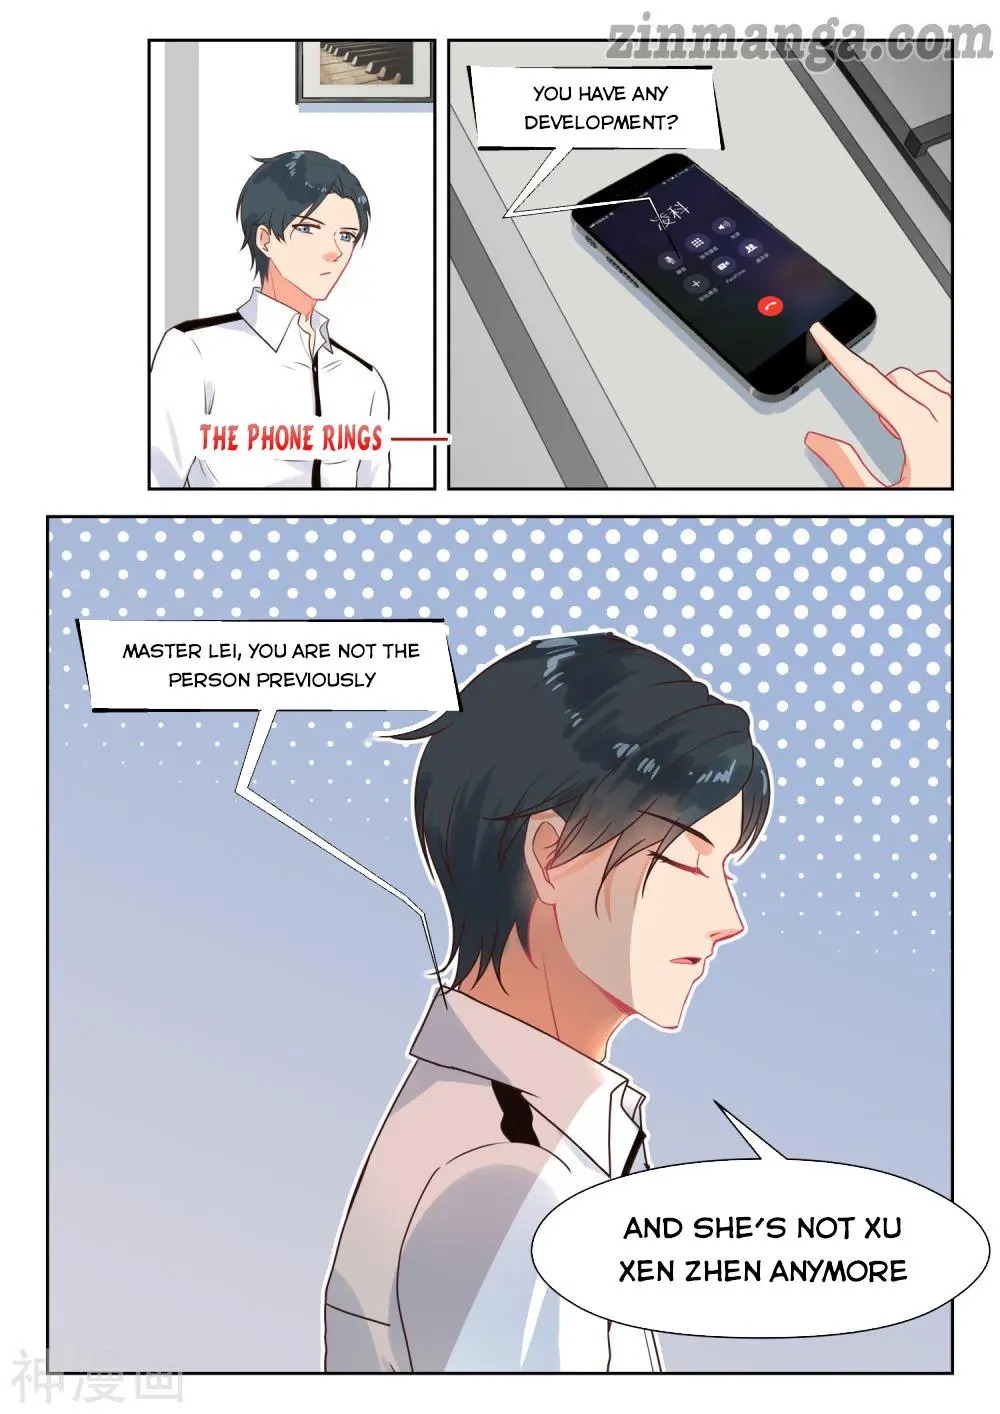 zinmanga.com
YOU HAVE ANY
DEVELOPMENT?
凌科
FaceTime
THE PHONE RINGS
MASTER LEI, YOU ARE NOT THE
PERSON PREVIOUSLY
AND SHE'S NOT XU
XEN ZHEN ANYMORE
神漫画